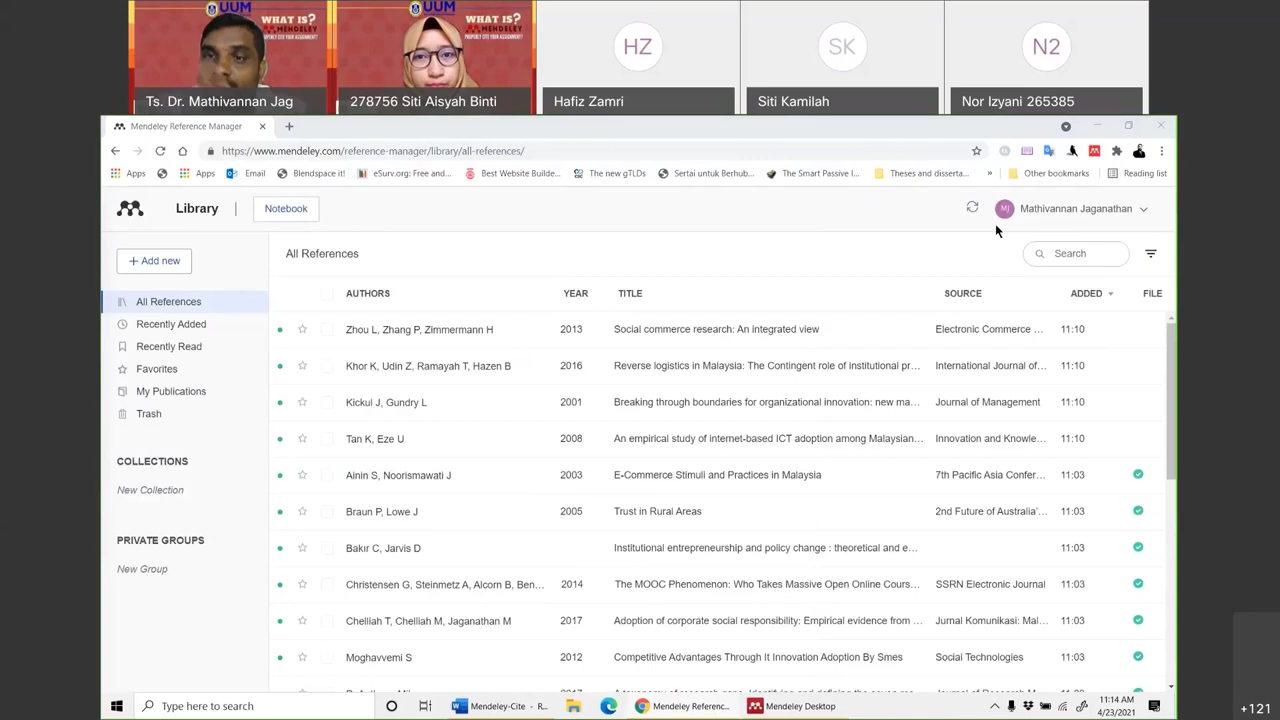 UUM
WHAT IS?
MENDELEY
PROPERLY CITE YOUR ASSIGNMENT?
UUM
WHAT IS?
MENDELEY
PROPERLY CITE YOUR ASSIGNMENT?
HZ
SK
N2
Ts. Dr. Mathivannan Jag
278756 Siti Aisyah Binti
Hafiz Zamri
Siti Kamilah
Nor Izyani 265385
Mendeley Reference Manager
https://www.mendeley.com/reference-manager/library/all-references/
Apps
Apps
Email
Blendspace it!
eSurv.org: Free and...
Best Website Builde...
The new gTLDs
Sertai untuk Berhub...
The Smart Passive I...
Theses and disserta...
»
Other bookmarks
Reading list
Library
Notebook
MJ
Mathivannan Jaganathan
+ Add new
All References
Search
All References
Recently Added
Recently Read
Favorites
My Publications
Trash
COLLECTIONS
New Collection
PRIVATE GROUPS
New Group
AUTHORS YEAR TITLE SOURCE ADDED FILE
Zhou L, Zhang P, Zimmermann H 2013 Social commerce research: An integrated view Electronic Commerce ... 11:10
Khor K, Udin Z, Ramayah T, Hazen B 2016 Reverse logistics in Malaysia: The Contingent role of institutional pr... International Journal of... 11:10
Kickul J, Gundry L 2001 Breaking through boundaries for organizational innovation: new ma... Journal of Management 11:10
Tan K, Eze U 2008 An empirical study of internet-based ICT adoption among Malaysian... Innovation and Knowle... 11:10
Ainin S, Noorismawati J 2003 E-Commerce Stimuli and Practices in Malaysia 7th Pacific Asia Confer... 11:03
Braun P, Lowe J 2005 Trust in Rural Areas 2nd Future of Australia'... 11:03
Bakır C, Jarvis D Institutional entrepreneurship and policy change : theoretical and e... 11:03
Christensen G, Steinmetz A, Alcorn B, Ben... 2014 The MOOC Phenomenon: Who Takes Massive Open Online Cours... SSRN Electronic Journal 11:03
Chelliah T, Chelliah M, Jaganathan M 2017 Adoption of corporate social responsibility: Empirical evidence from ... Jurnal Komunikasi: Mal... 11:03
Moghavvemi S 2012 Competitive Advantages Through It Innovation Adoption By Smes Social Technologies 11:03
Type here to search
Mendeley-Cite - R...
Mendeley Referenc...
Mendeley Desktop
11:14 AM
4/23/2021
+121